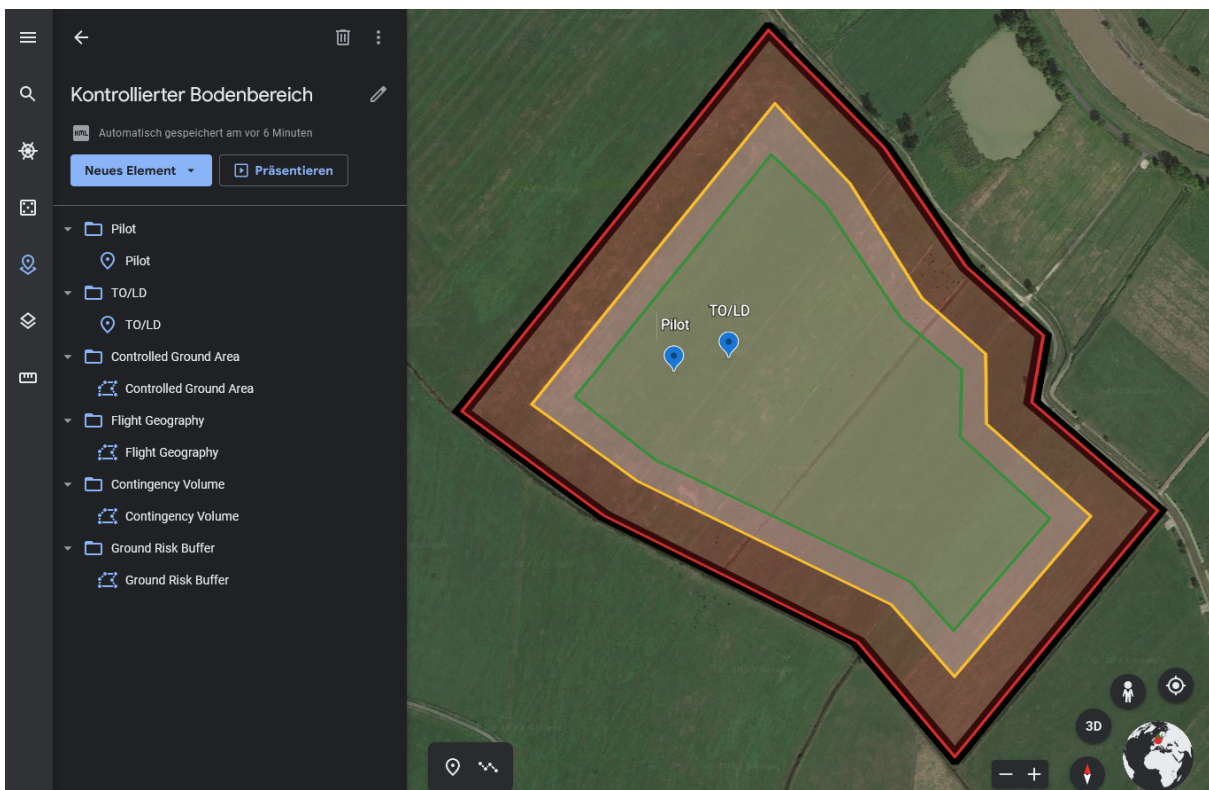 Kontrollierter Bodenbereich
KML Automatisch gespeichert am vor 6 Minuten
Neues Element
Präsentieren
Pilot
Pilot
TO/LD
TO/LD
Controlled Ground Area
Controlled Ground Area
Flight Geography
Flight Geography
Contingency Volume
Contingency Volume
Ground Risk Buffer
Ground Risk Buffer
TO/LD
Pilot
3D